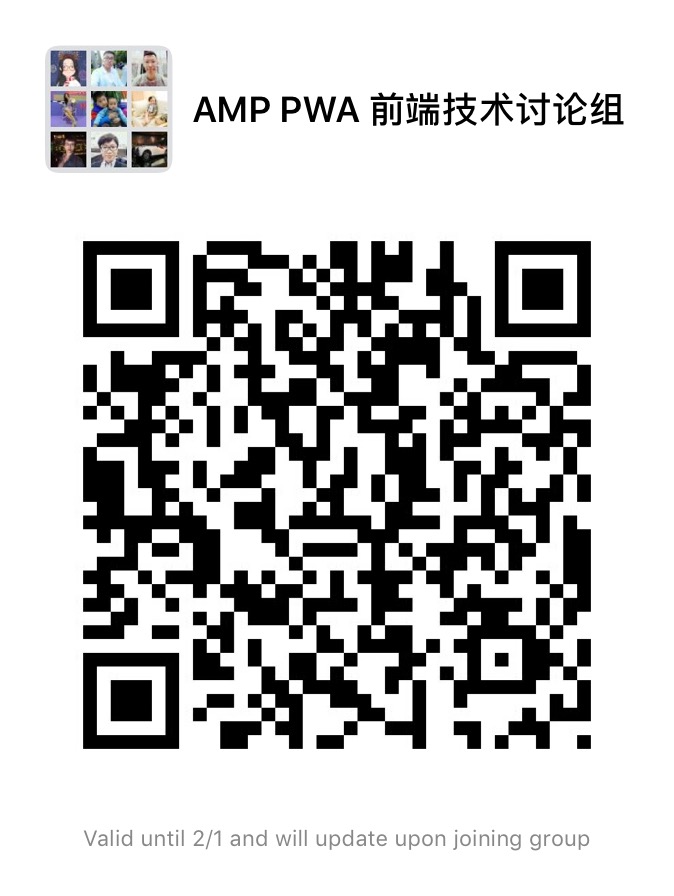 AMP PWA 前端技术讨论组
Valid until 2/1 and will update upon joining group